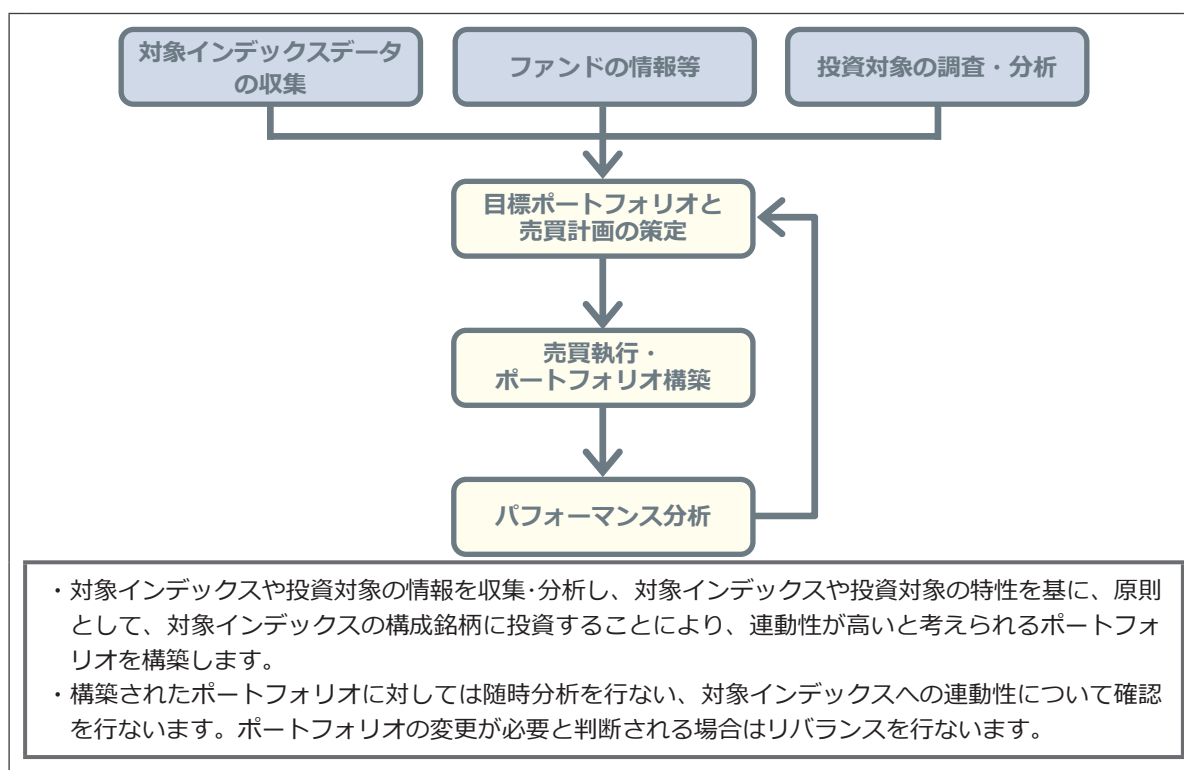 対象インデックスデータ
の収集
ファンドの情報等
投資対象の調査・分析
目標ポートフォリオと
売買計画の策定
売買執行・
ポートフォリオ構築
パフォーマンス分析
・対象インデックスや投資対象の情報を収集・分析し、対象インデックスや投資対象の特性を基に、原則
として、対象インデックスの構成銘柄に投資することにより、連動性が高いと考えられるポートフォ
リオを構築します。
・構築されたポートフォリオに対しては随時分析を行ない、対象インデックスへの連動性について確認
を行ないます。ポートフォリオの変更が必要と判断される場合はリバランスを行ないます。